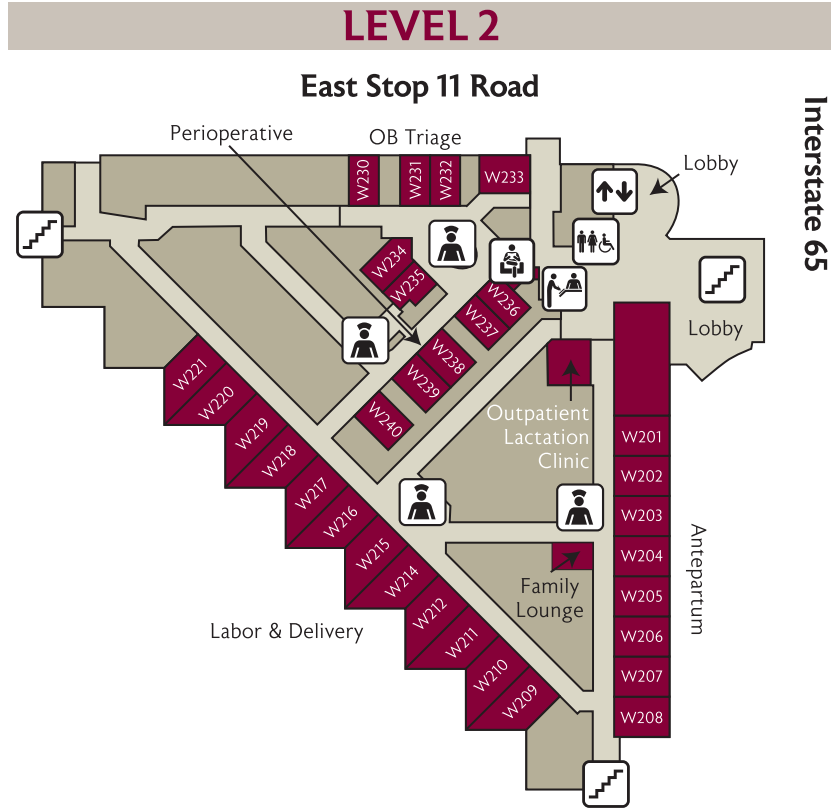 LEVEL 2
East Stop 11 Road
Interstate 65
Perioperative
OB Triage
Lobby
W230
W231
W232
W233
W234
W235
W236
W237
W238
W239
W240
Lobby
W221
W220
W219
W218
W217
W216
W215
W214
W212
W211
W210
W209
Outpatient
Lactation
Clinic
W201
W202
W203
W204
W205
W206
W207
W208
Antepartum
Family
Lounge
Labor & Delivery